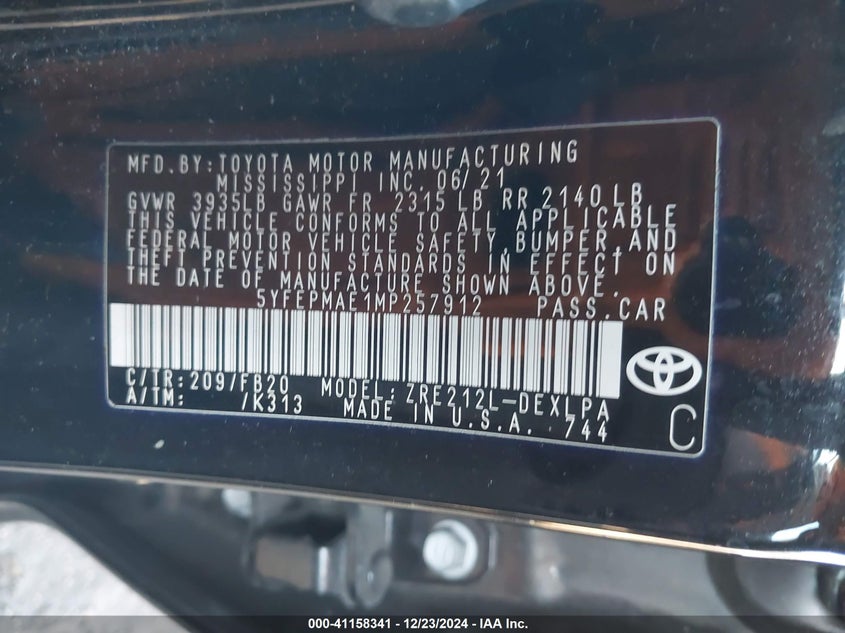 MFD.BY:TOYOTA MOTOR MANUFACTURING
MISSISSIPPI INC. 06/21
GVWR 3935LB GAWR FR 2315 LB RR 2140 LB
THIS VEHICLE CONFORMS TO ALL APPLICABLE
FEDERAL MOTOR VEHICLE SAFETY,BUMPER,AND
THEFT PREVENTION STANDARDS IN EFFECT ON
THE DATE OF MANUFACTURE SHOWN ABOVE.
5YFEPMAE1MP257912 PASS.CAR
C/TR:209/FB20 MODEL:ZRE212L-DEXLPA
A/TM: /K313 MADE IN U.S.A. 744
C
000-41158341 - 12/23/2024 - IAA Inc.